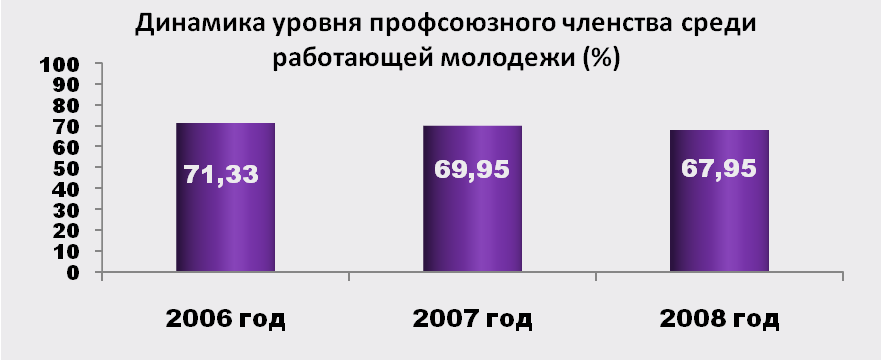 Динамика уровня профсоюзного членства среди
работающей молодежи (%)
100
90
80
70
60
50
40
30
20
10
0
71,33
69,95
67,95
2006 год
2007 год
2008 год